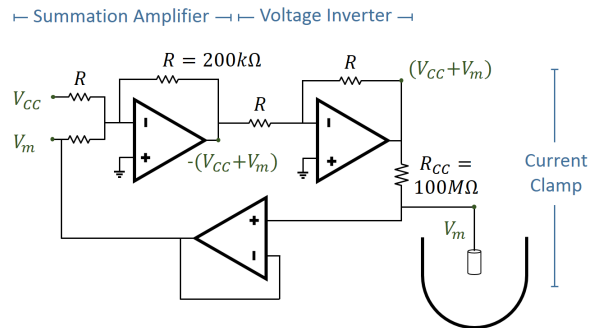 Summation Amplifier
Voltage Inverter
R = 200kΩ
R
R
R
(V_CC+V_m)
V_CC
V_m
-(V_CC+V_m)
R_CC =
100MΩ
Current
Clamp
V_m